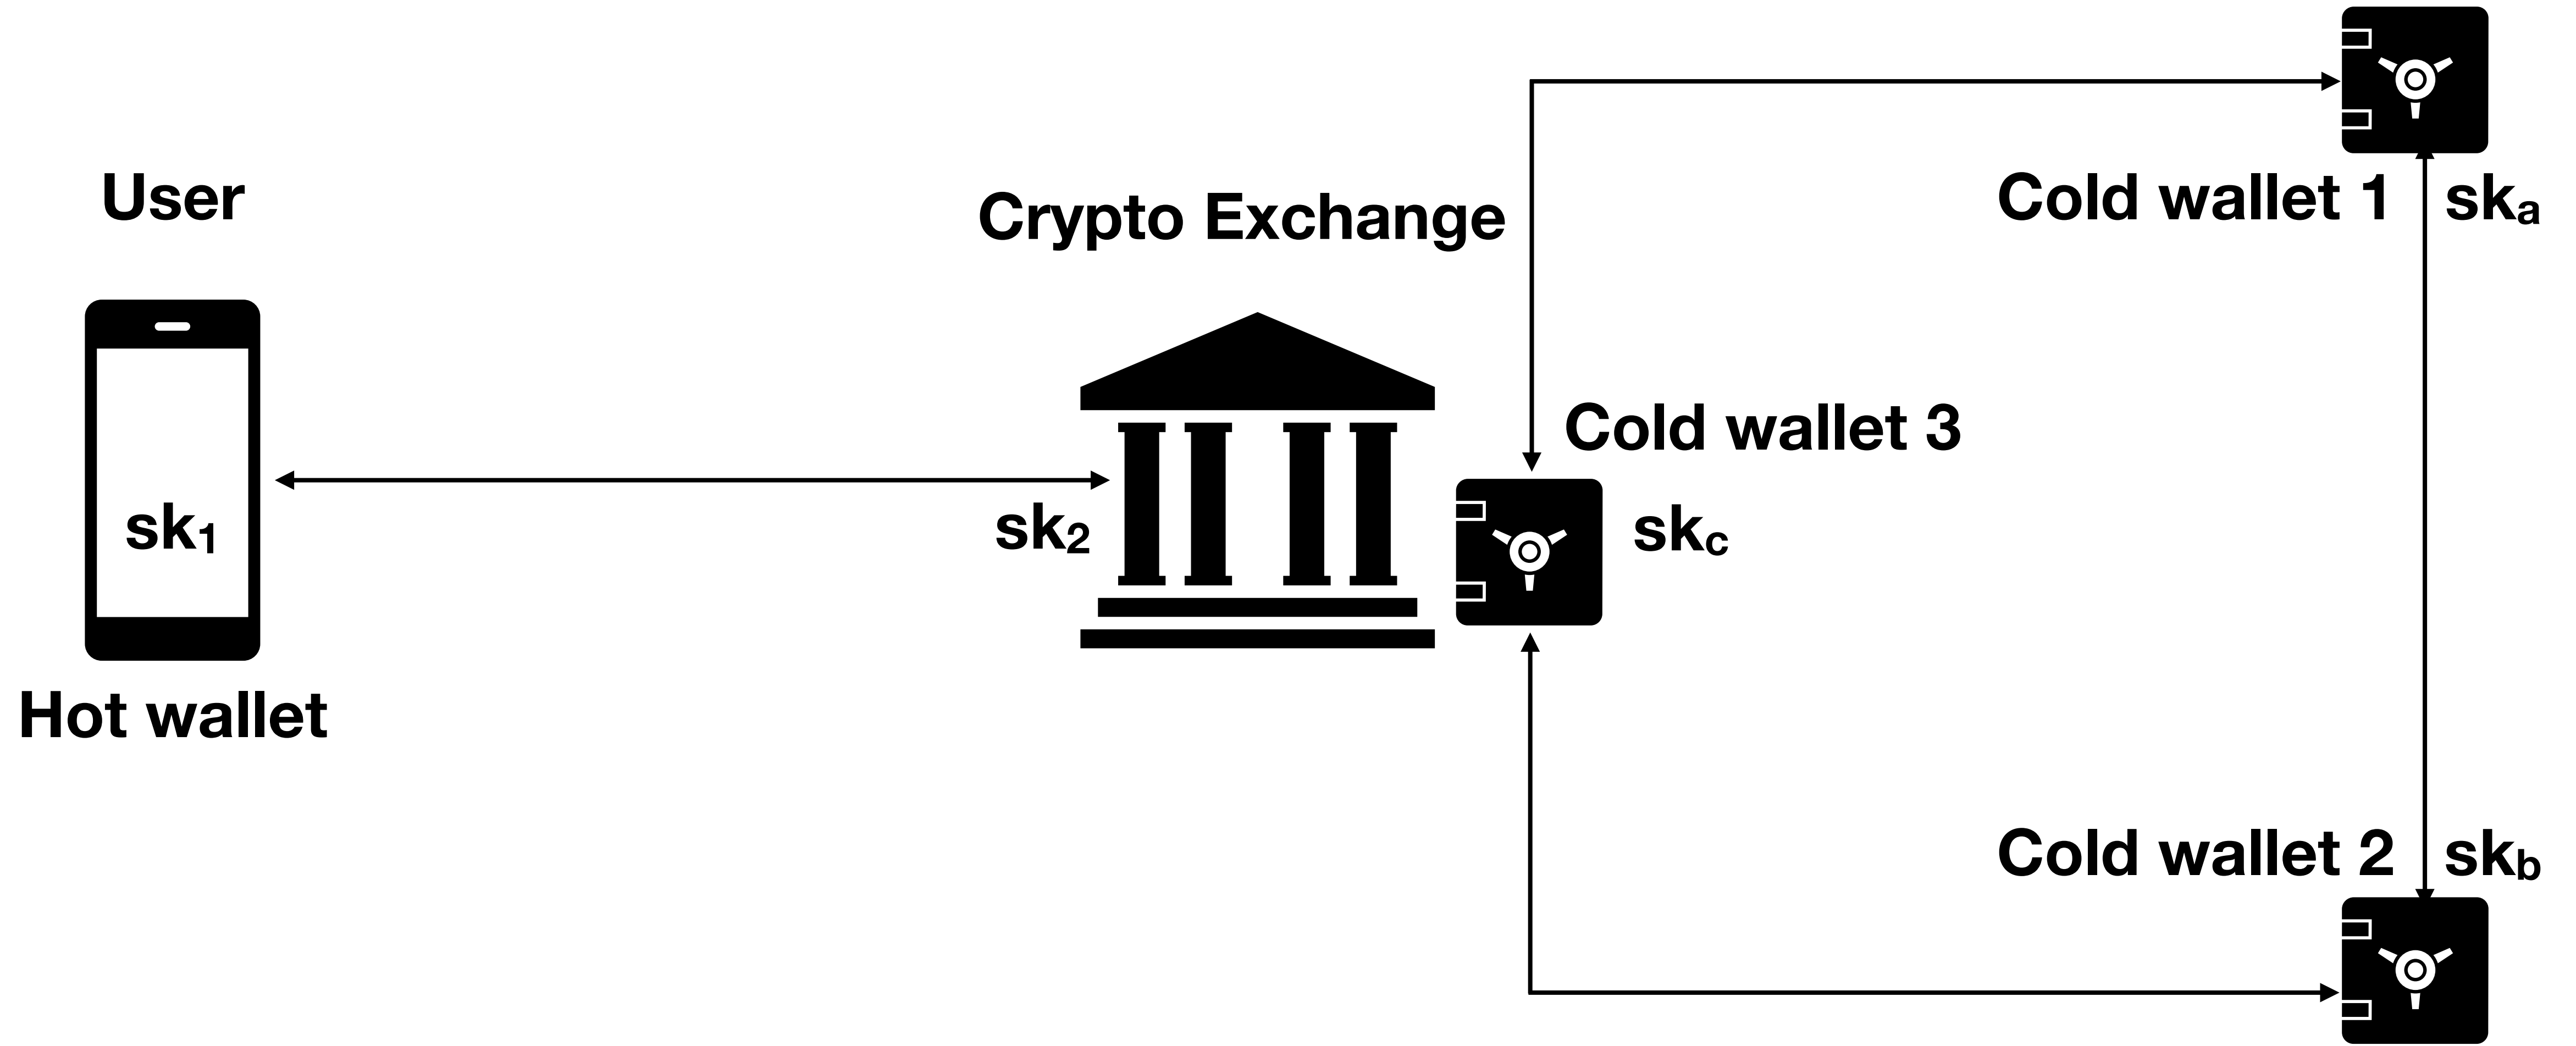 User
sk₁
Hot wallet
Crypto Exchange
sk₂
Cold wallet 3
skc
Cold wallet 1 ska
Cold wallet 2 skb